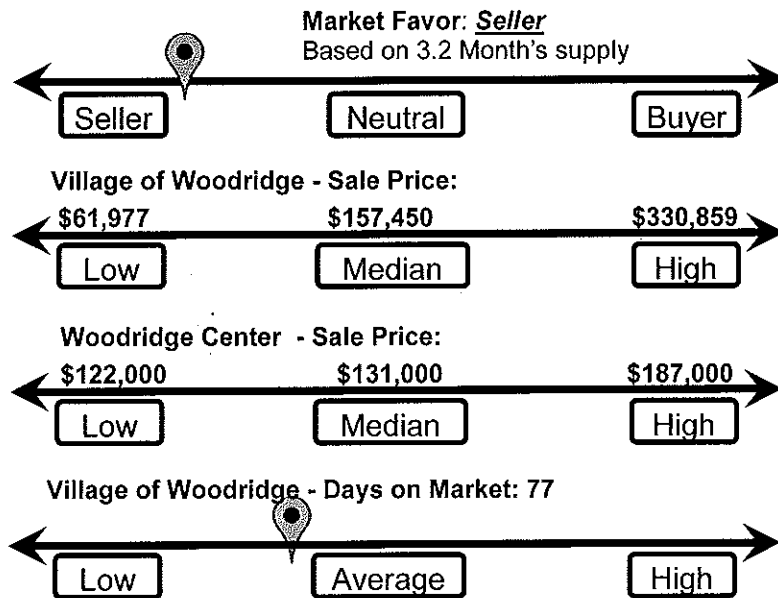 Market Favor: Seller
Based on 3.2 Month's supply
Seller Neutral Buyer
Village of Woodridge - Sale Price:
$61,977 $157,450 $330,859
Low Median High
Woodridge Center - Sale Price:
$122,000 $131,000 $187,000
Low Median High
Village of Woodridge - Days on Market: 77
Low Average High